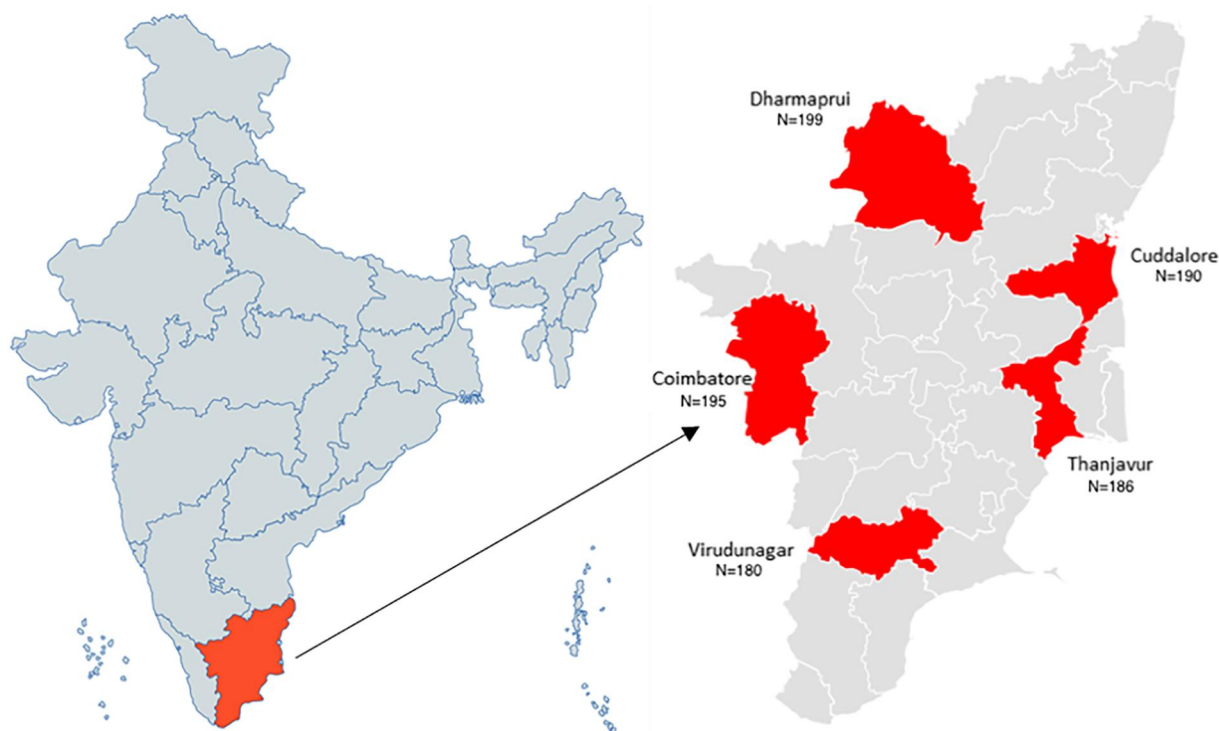 Dharmaprui
N=199
Cuddalore
N=190
Coimbatore
N=195
Thanjavur
N=186
Virudunagar
N=180